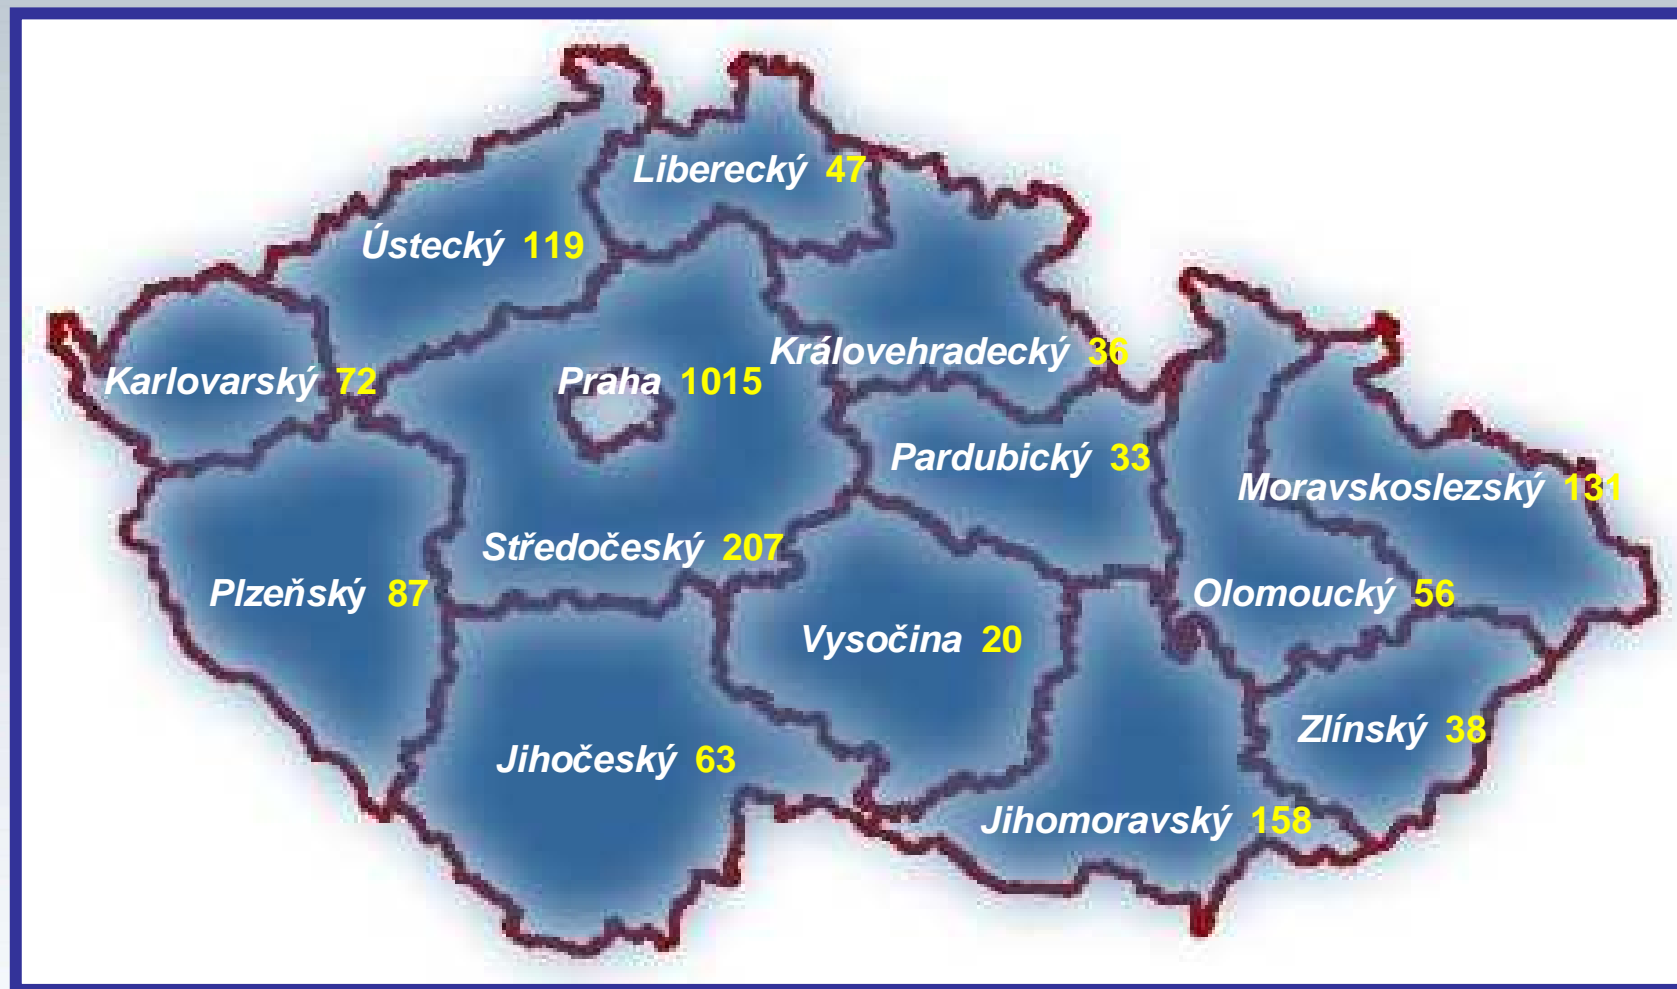 Liberecký 47
Ústecký 119
Královehradecký 36
Karlovarský 72
Praha 1015
Pardubický 33
Moravskoslezský 131
Středočeský 207
Plzeňský 87
Olomoucký 56
Vysočina 20
Zlínský 38
Jihočeský 63
Jihomoravský 158